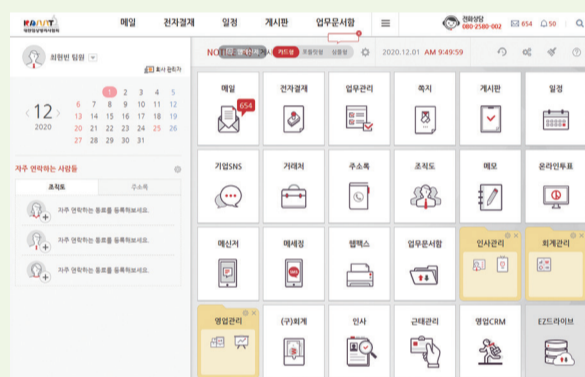 메일 전자결재 일정 게시판 업무문서함
전화상담
080-2580-002
654
50
최현빈 팀원
회사 관리자
NO
카드형
프로팅형
심플형
2020.12.01 AM 9:49:59
12
2020
1 2 3 4 5
6 7 8 9 10 11 12
13 14 15 16 17 18 19
20 21 22 23 24 25 26
27 28 29 30 31
자주 연락하는 사람들
조직도 주소록
자주 연락하는 동료를 등록해보세요.
자주 연락하는 동료를 등록해보세요.
자주 연락하는 동료를 등록해보세요.
메일 전자결재 업무관리 쪽지 게시판 일정
654
기업SNS 거래처 주소록 조직도 메모 온라인투표
메신저 메세징 웹팩스 업무문서함 인사관리 회계관리
영업관리 (구)회계 인사 근태관리 영업CRM EZ드라이브